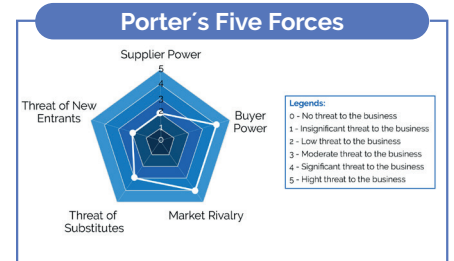 Porter´s Five Forces
Supplier Power
5
4
3
2
1
0
Threat of New
Entrants
Buyer
Power
Threat of
Substitutes
Market Rivalry
Legends:
0 - No threat to the business
1 - Insignificant threat to the business
2 - Low threat to the business
3 - Moderate threat to the business
4 - Significant threat to the business
5 - Hight threat to the business